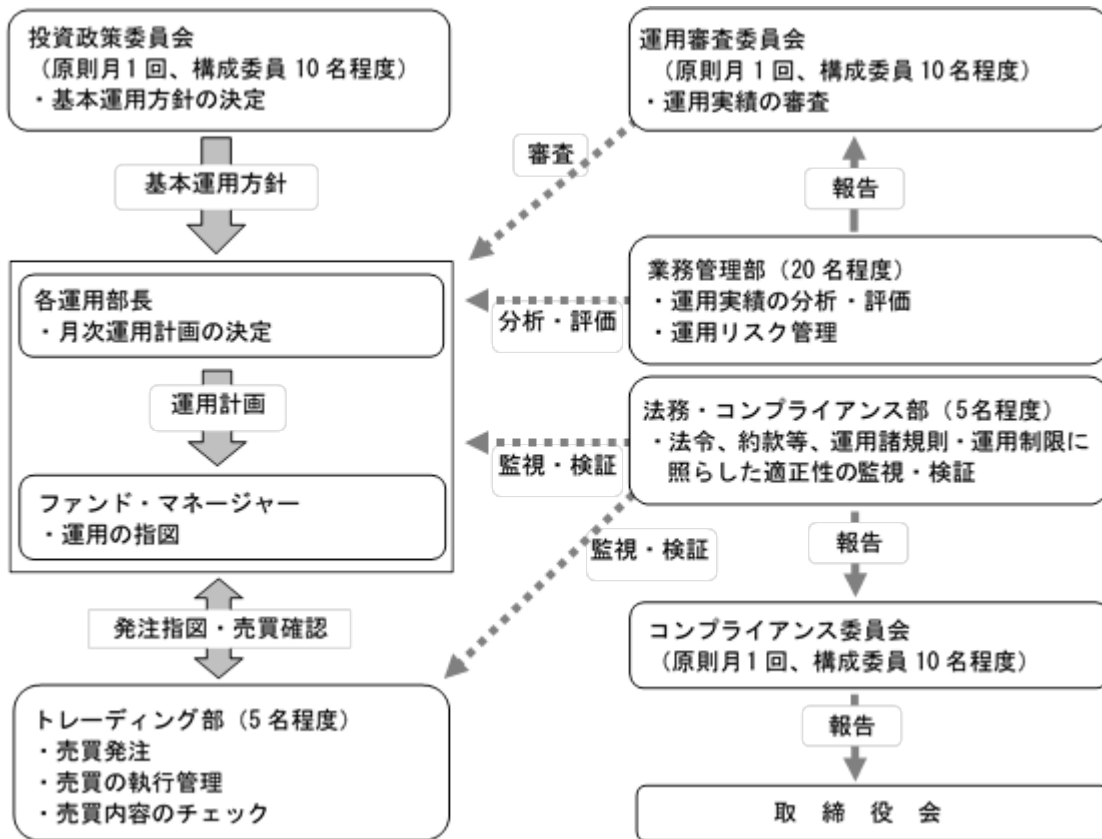 投資政策委員会
（原則月1回、構成委員10名程度）
・基本運用方針の決定
基本運用方針
各運用部長
・月次運用計画の決定
運用計画
ファンド・マネージャー
・運用の指図
発注指図・売買確認
トレーディング部（5名程度）
・売買発注
・売買の執行管理
・売買内容のチェック
審査
分析・評価
監視・検証
監視・検証
運用審査委員会
（原則月1回、構成委員10名程度）
・運用実績の審査
報告
業務管理部（20名程度）
・運用実績の分析・評価
・運用リスク管理
法務・コンプライアンス部（5名程度）
・法令、約款等、運用諸規則・運用制限に
照らした適正性の監視・検証
報告
コンプライアンス委員会
（原則月1回、構成委員10名程度）
報告
取締役会